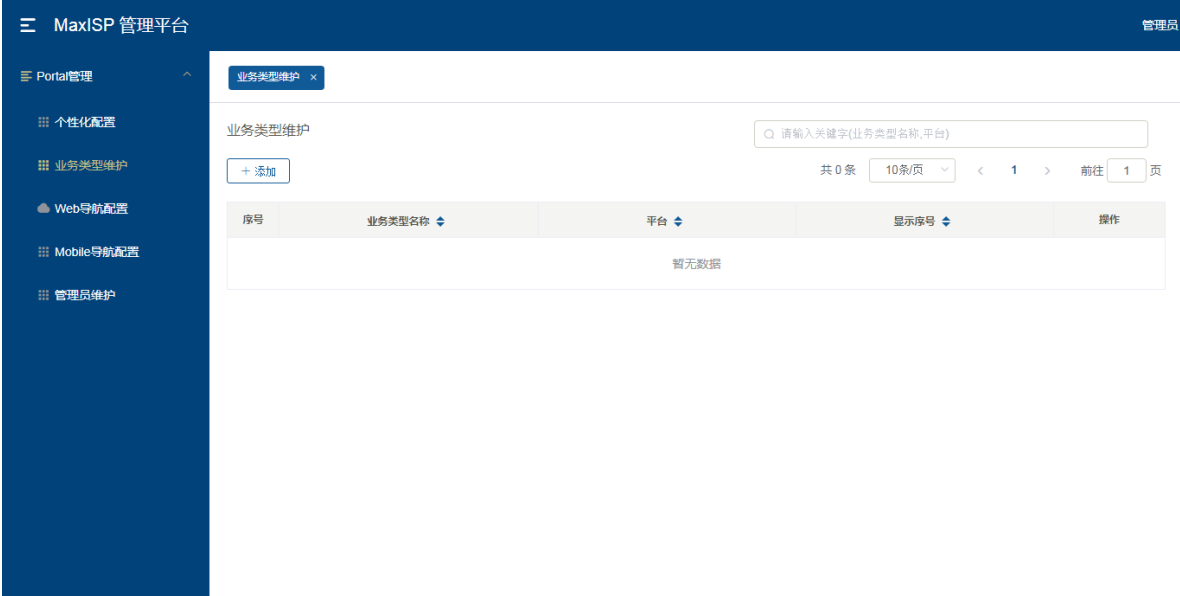 MaxISP 管理平台
管理员
Portal管理
个性化配置
业务类型维护
Web导航配置
Mobile导航配置
管理员维护
业务类型维护 ×
业务类型维护
请输入关键字(业务类型名称,平台)
+ 添加
共 0 条 10条/页 < 1 > 前往 1 页
序号 业务类型名称 平台 显示序号 操作
暂无数据